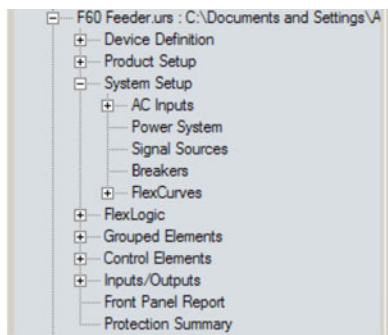 F60 Feeder.urs : C:\Documents and Settings\A
Device Definition
Product Setup
System Setup
AC Inputs
Power System
Signal Sources
Breakers
FlexCurves
FlexLogic
Grouped Elements
Control Elements
Inputs/Outputs
Front Panel Report
Protection Summary